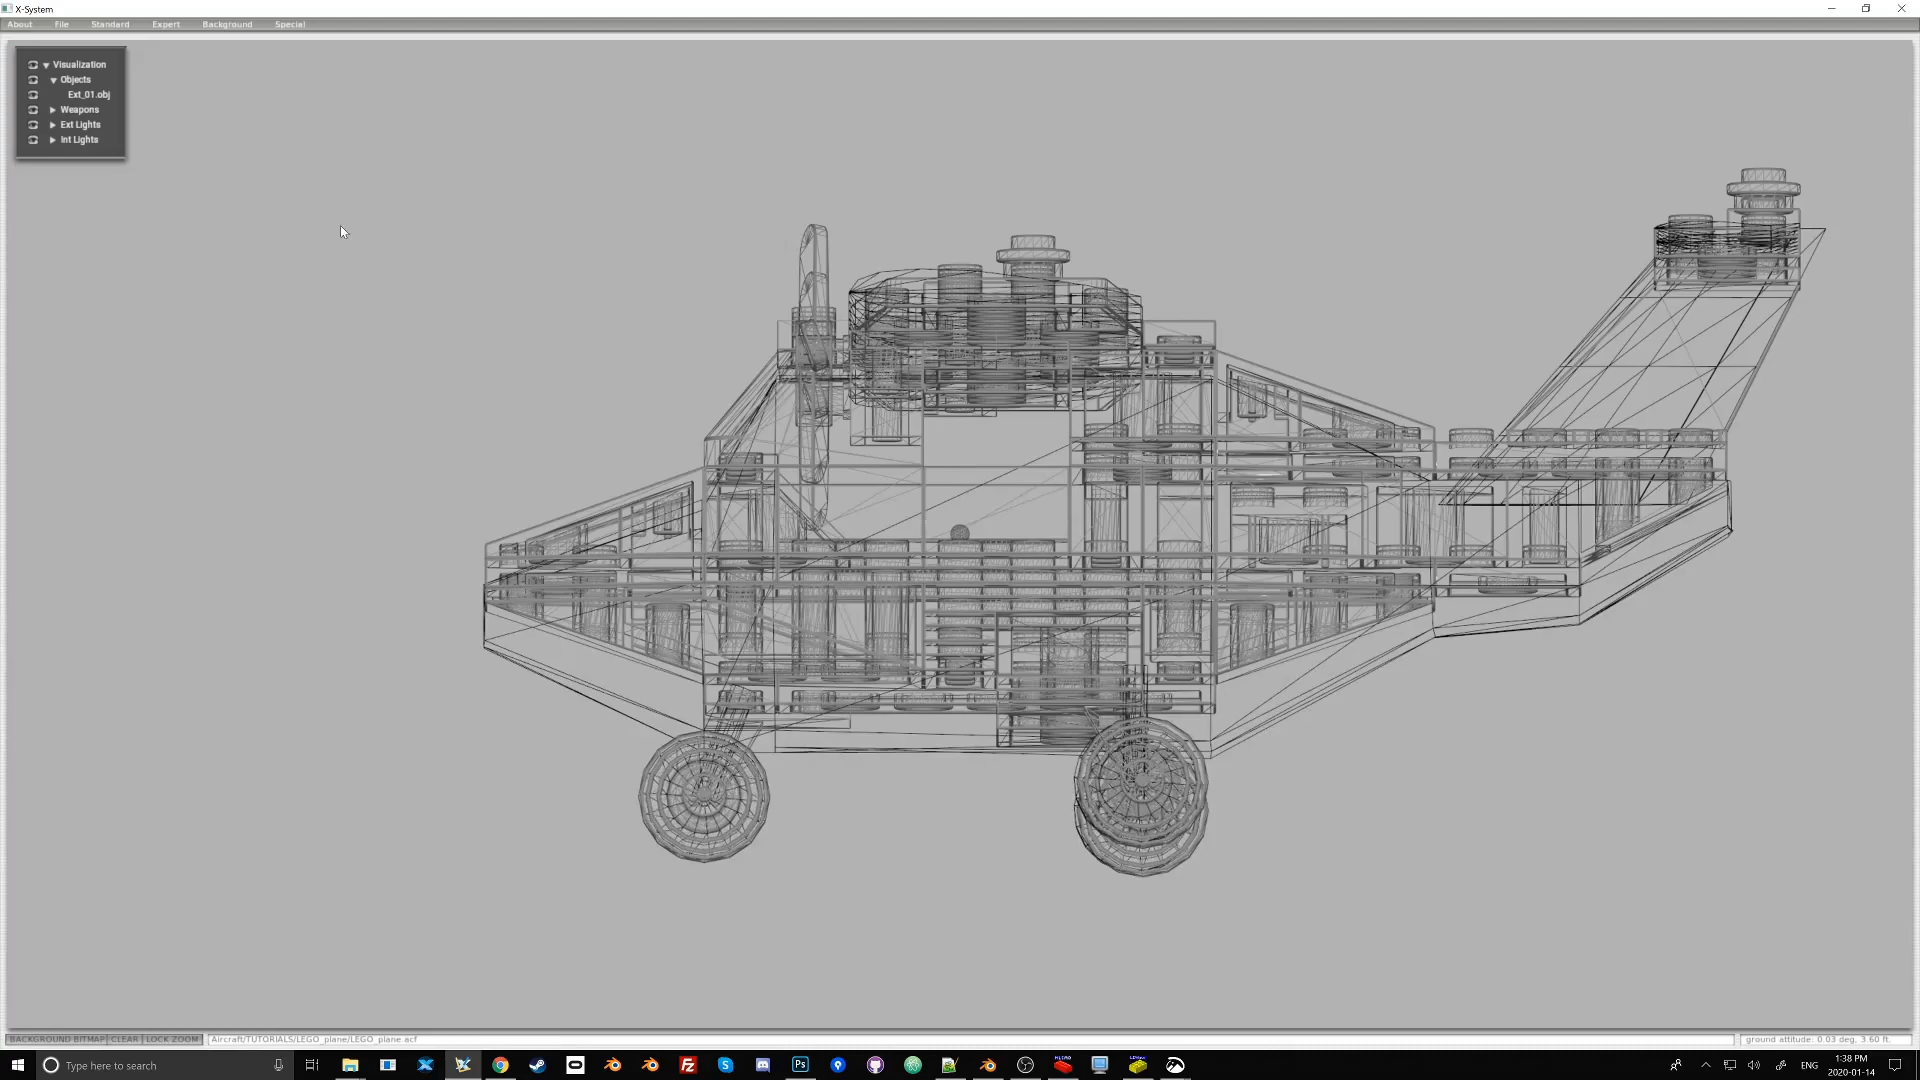 X-System
About File Standard Expert Background Special
Visualization
Objects
Ext_01.obj
Weapons
Ext Lights
Int Lights
BACKGROUND BITMAP CLEAR LOCK ZOOM Aircraft/TUTORIALS/LEGO_plane/LEGO_plane.acf ground attitude: 0.03 deg, 3.60 ft.
Type here to search Ps ENG 1:38 PM
2020-01-14